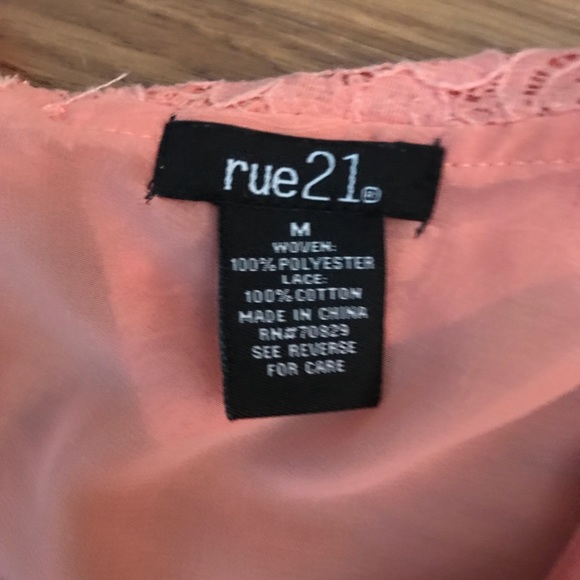 rue21®
M
WOVEN:
100% POLYESTER
LACE:
100% COTTON
MADE IN CHINA
RN#70829
SEE REVERSE
FOR CARE